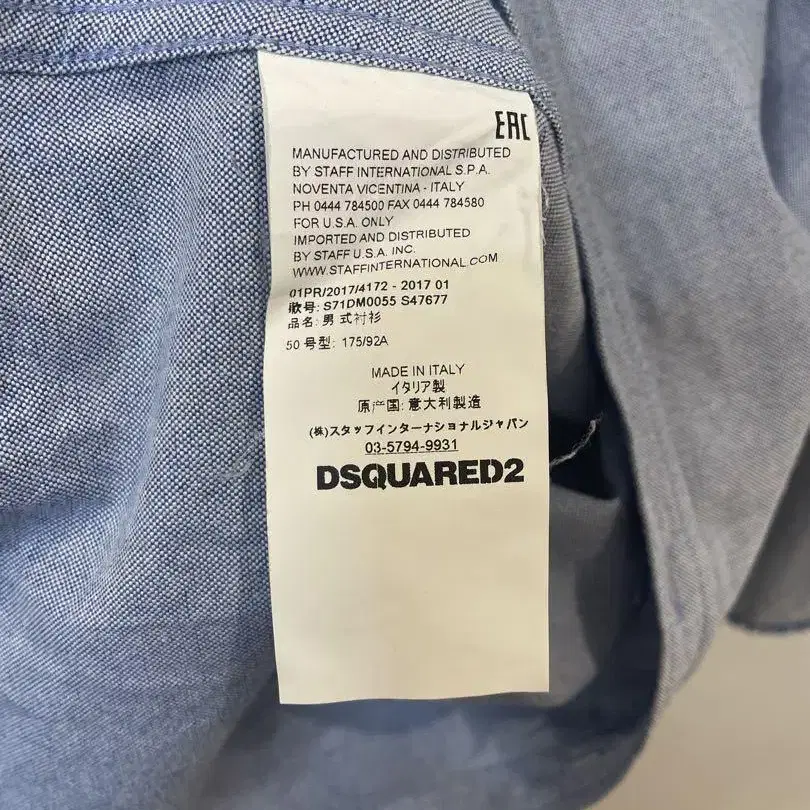 EAC
MANUFACTURED AND DISTRIBUTED
BY STAFF INTERNATIONAL S.P.A.
NOVENTA VICENTINA - ITALY
PH 0444 784500 FAX 0444 784580
FOR U.S.A. ONLY
IMPORTED AND DISTRIBUTED
BY STAFF U.S.A. INC.
WWW.STAFFINTERNATIONAL.COM
01PR/2017/4172 - 2017 01
款号: S71DM0055 S47677
品名: 男式衬衫
50 号型: 175/92A
MADE IN ITALY
イタリア製
原产国: 意大利製造
(株)スタッフインターナショナルジャパン
03-5794-9931
DSQUARED2